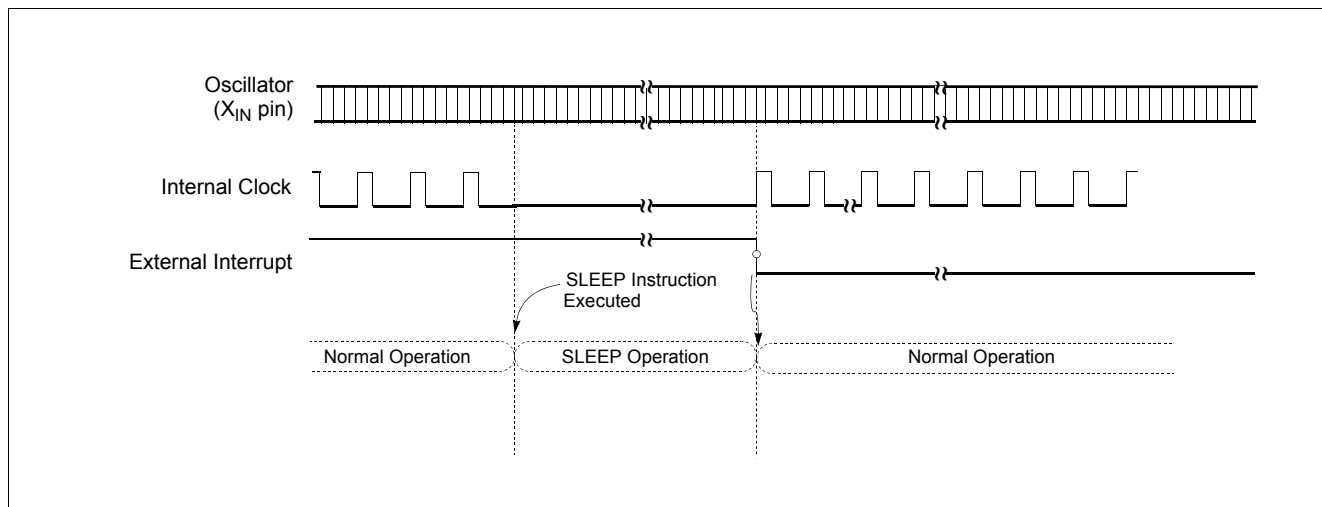 Oscillator
(XIN pin)
Internal Clock
External Interrupt
SLEEP Instruction
Executed
Normal Operation
SLEEP Operation
Normal Operation